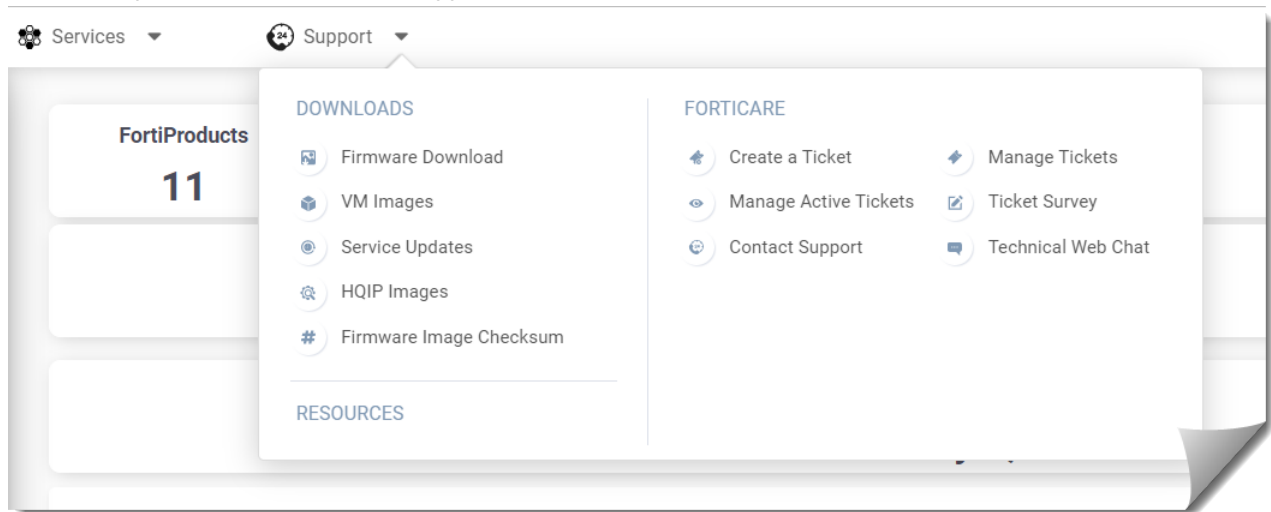 Services
24 Support
FortiProducts
11
DOWNLOADS
Firmware Download
VM Images
Service Updates
HQIP Images
# Firmware Image Checksum
RESOURCES
FORTICARE
Create a Ticket
Manage Tickets
Manage Active Tickets
Ticket Survey
Contact Support
Technical Web Chat